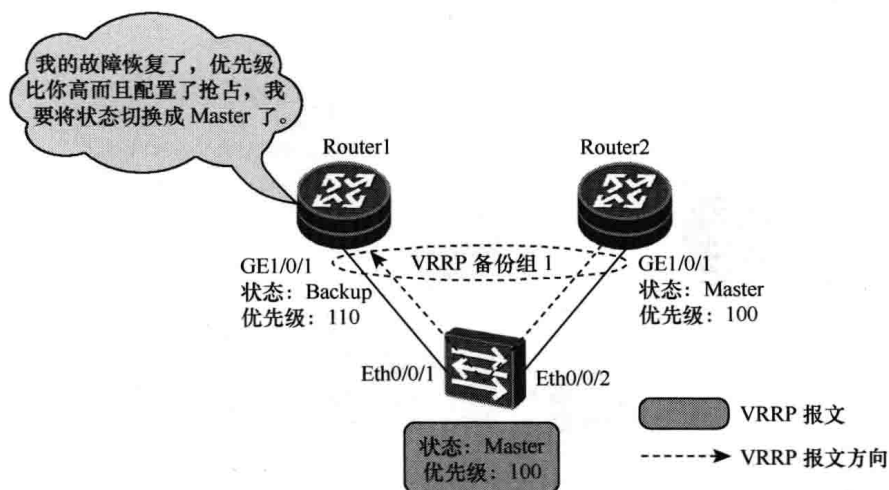 我的故障恢复了，优先级
比你高而且配置了抢占，我
要将状态切换成 Master 了。
Router1
Router2
GE1/0/1
状态：Backup
优先级：110
VRRP 备份组 1
GE1/0/1
状态：Master
优先级：100
Eth0/0/1
Eth0/0/2
状态：Master
优先级：100
VRRP 报文
VRRP 报文方向